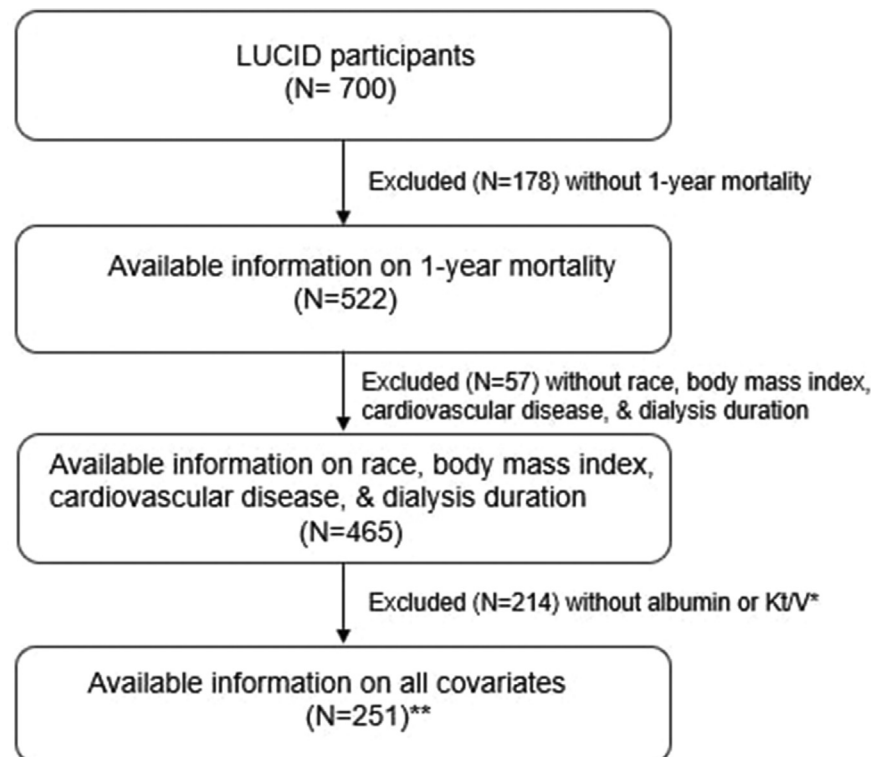 LUCID participants
(N= 700)
Excluded (N=178) without 1-year mortality
Available information on 1-year mortality
(N=522)
Excluded (N=57) without race, body mass index,
cardiovascular disease, & dialysis duration
Available information on race, body mass index,
cardiovascular disease, & dialysis duration
(N=465)
Excluded (N=214) without albumin or Kt/V*
Available information on all covariates
(N=251)**